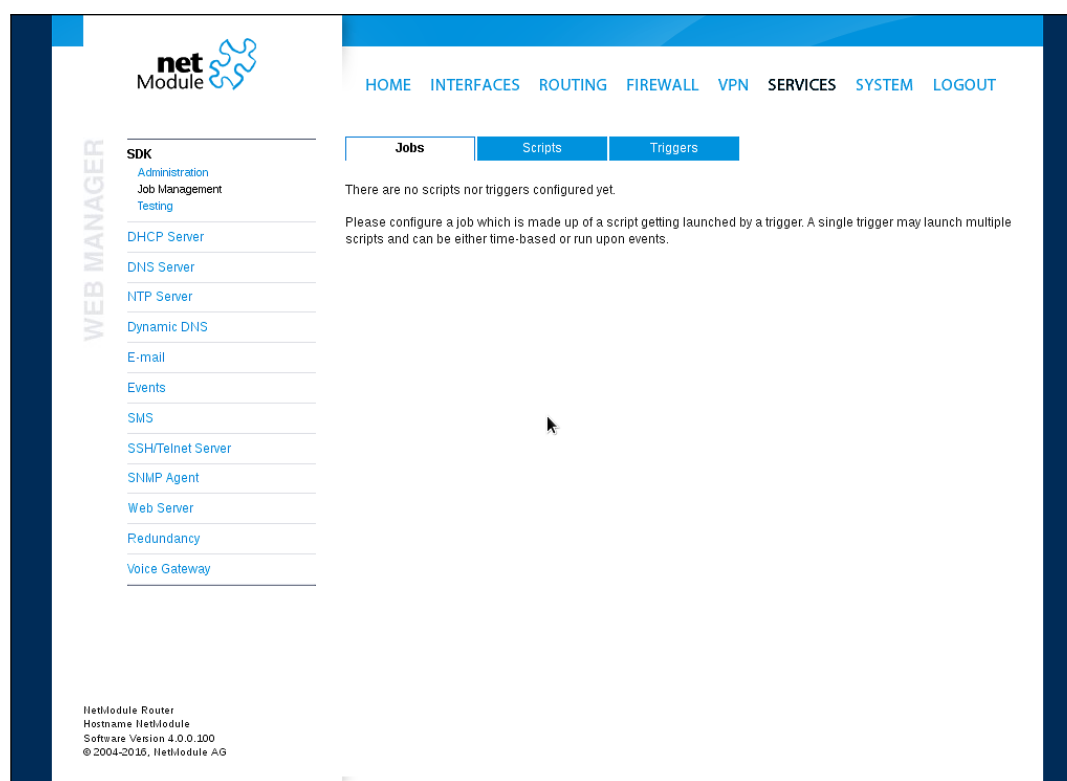 net
Module
HOME INTERFACES ROUTING FIREWALL VPN SERVICES SYSTEM LOGOUT
WEB MANAGER
SDK
Administration
Job Management
Testing
DHCP Server
DNS Server
NTP Server
Dynamic DNS
E-mail
Events
SMS
SSH/Telnet Server
SNMP Agent
Web Server
Redundancy
Voice Gateway
Jobs Scripts Triggers
There are no scripts nor triggers configured yet.
Please configure a job which is made up of a script getting launched by a trigger. A single trigger may launch multiple
scripts and can be either time-based or run upon events.
NetModule Router
Hostname NetModule
Software Version 4.0.0.100
© 2004-2016, NetModule AG